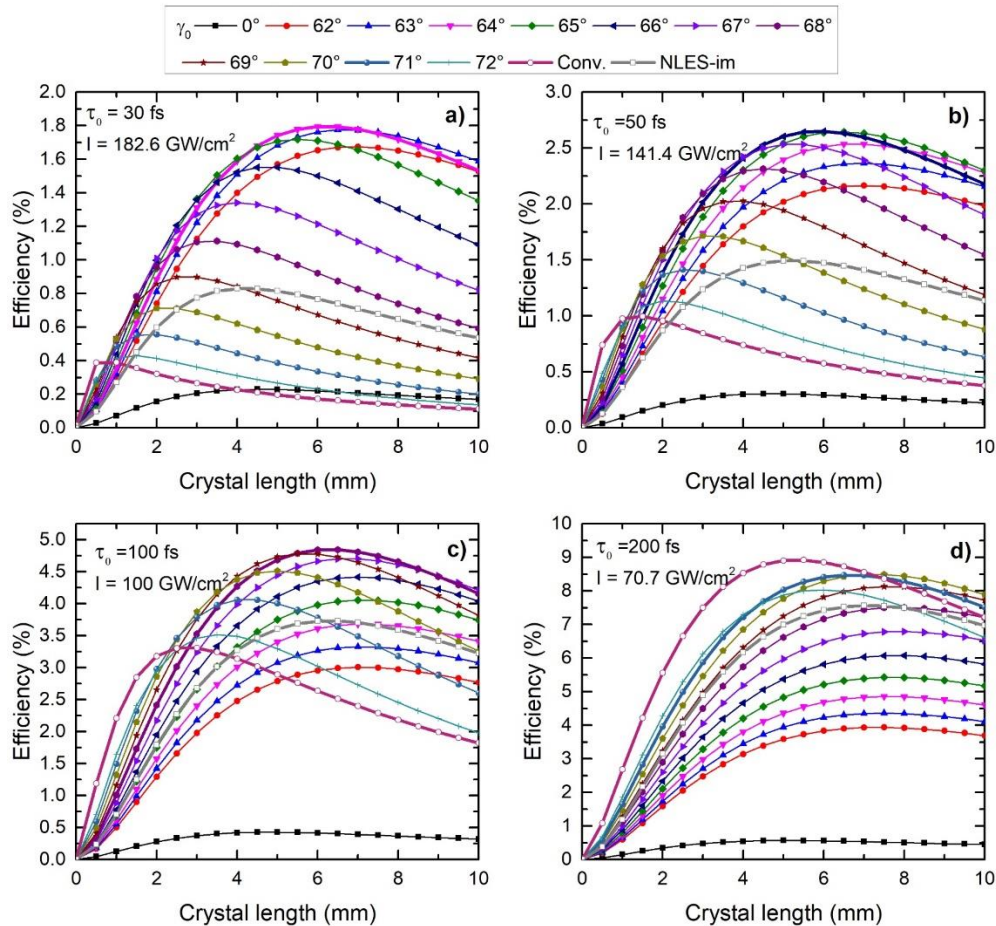 γ₀ 0° 62° 63° 64° 65° 66° 67° 68°
69° 70° 71° 72° Conv. NLES-im
a)
τ₀ = 30 fs
I = 182.6 GW/cm²
Efficiency (%)
2.0
1.8
1.6
1.4
1.2
1.0
0.8
0.6
0.4
0.2
0.0
0 2 4 6 8 10
Crystal length (mm)
b)
τ₀ = 50 fs
I = 141.4 GW/cm²
Efficiency (%)
3.0
2.5
2.0
1.5
1.0
0.5
0.0
0 2 4 6 8 10
Crystal length (mm)
c)
τ₀ =100 fs
I = 100 GW/cm²
Efficiency (%)
5.0
4.5
4.0
3.5
3.0
2.5
2.0
1.5
1.0
0.5
0.0
0 2 4 6 8 10
Crystal length (mm)
d)
τ₀ =200 fs
I = 70.7 GW/cm²
Efficiency (%)
10
9
8
7
6
5
4
3
2
1
0
0 2 4 6 8 10
Crystal length (mm)